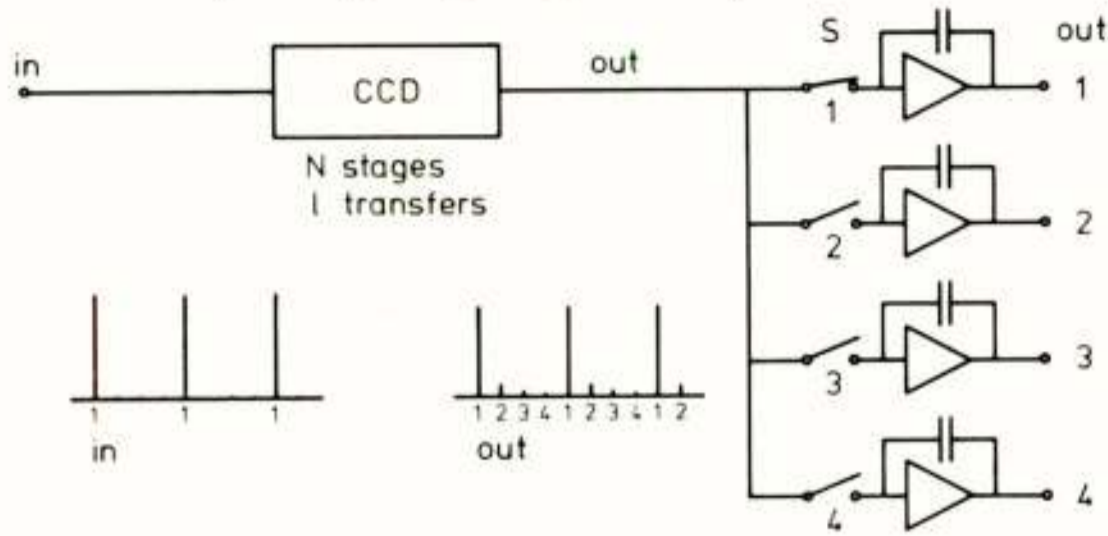 in
CCD
N stages
l transfers
out
S
out
1
1
2
2
3
3
4
4
1 1 1
in
1 2 3 4 1 2 3 4 1 2
out